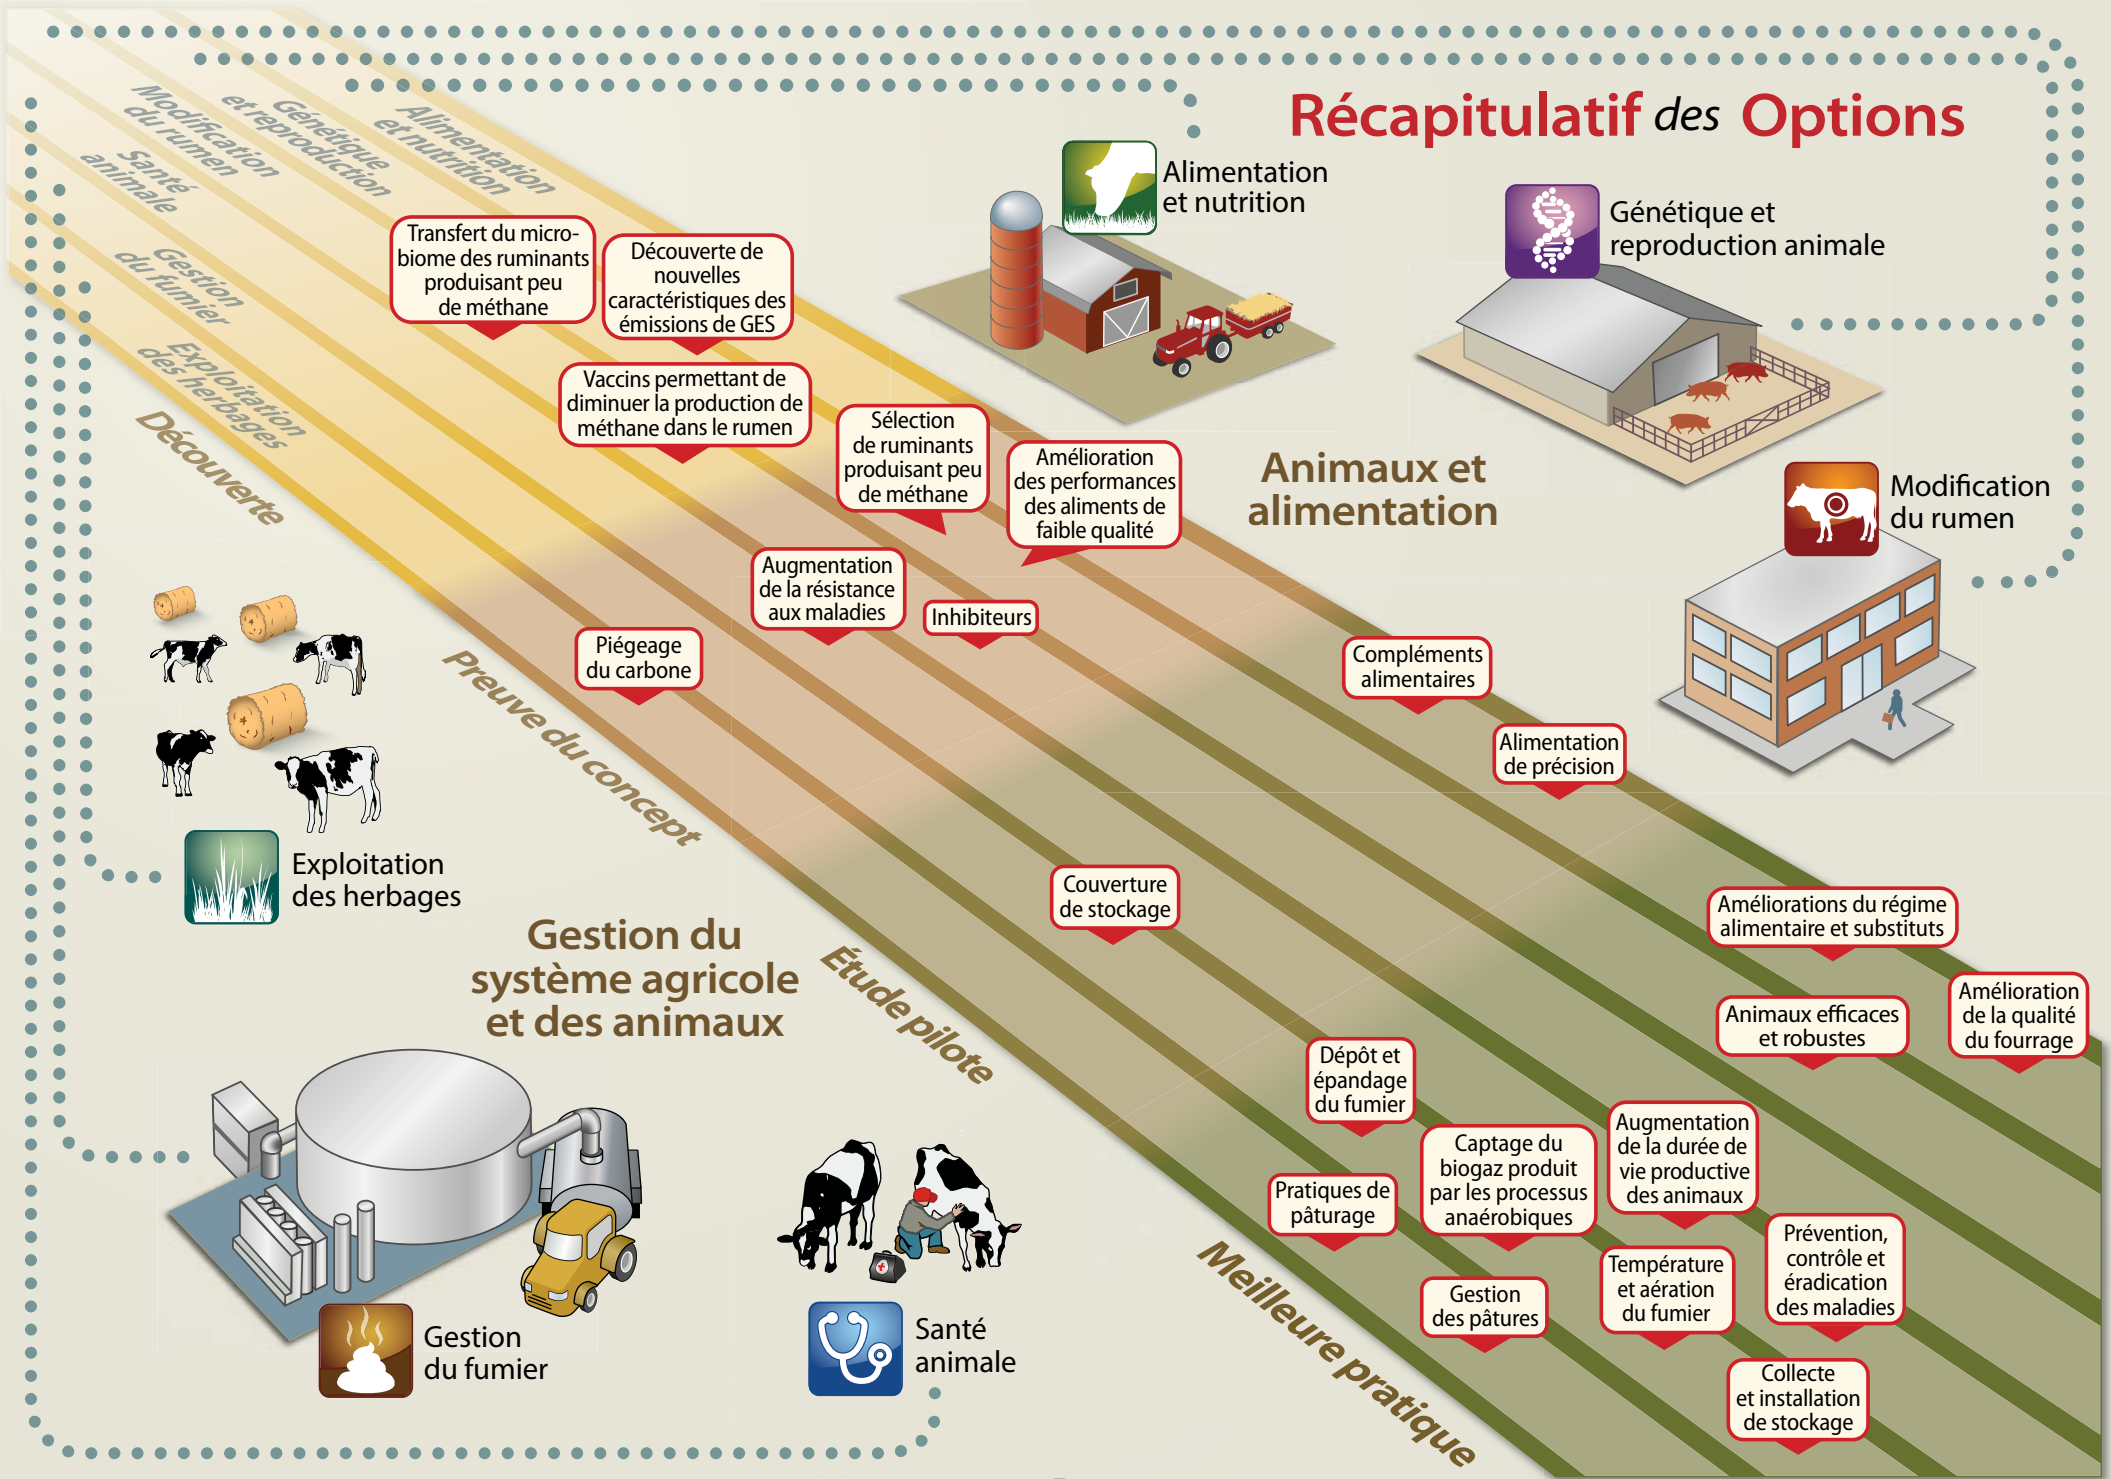 Récapitulatif des Options
Alimentation
et nutrition
Génétique
et reproduction
Modification
du rumen
Santé
animale
Gestion
du fumier
Exploitation
des herbages
Découverte
Preuve du concept
Étude pilote
Meilleure pratique
Alimentation
et nutrition
Génétique et
reproduction animale
Modification
du rumen
Animaux et
alimentation
Transfert du micro-
biome des ruminants
produisant peu
de méthane
Découverte de
nouvelles
caractéristiques des
émissions de GES
Vaccins permettant de
diminuer la production de
méthane dans le rumen
Sélection
de ruminants
produisant peu
de méthane
Amélioration
des performances
des aliments de
faible qualité
Augmentation
de la résistance
aux maladies
Inhibiteurs
Piégeage
du carbone
Compléments
alimentaires
Alimentation
de précision
Couverture
de stockage
Améliorations du régime
alimentaire et substituts
Amélioration
de la qualité
du fourrage
Animaux efficaces
et robustes
Dépôt et
épandage
du fumier
Captage du
biogaz produit
par les processus
anaérobiques
Augmentation
de la durée de
vie productive
des animaux
Pratiques de
pâturage
Prévention,
contrôle et
éradication
des maladies
Température
et aération
du fumier
Gestion
des pâtures
Collecte
et installation
de stockage
Exploitation
des herbages
Gestion du
système agricole
et des animaux
Gestion
du fumier
Santé
animale